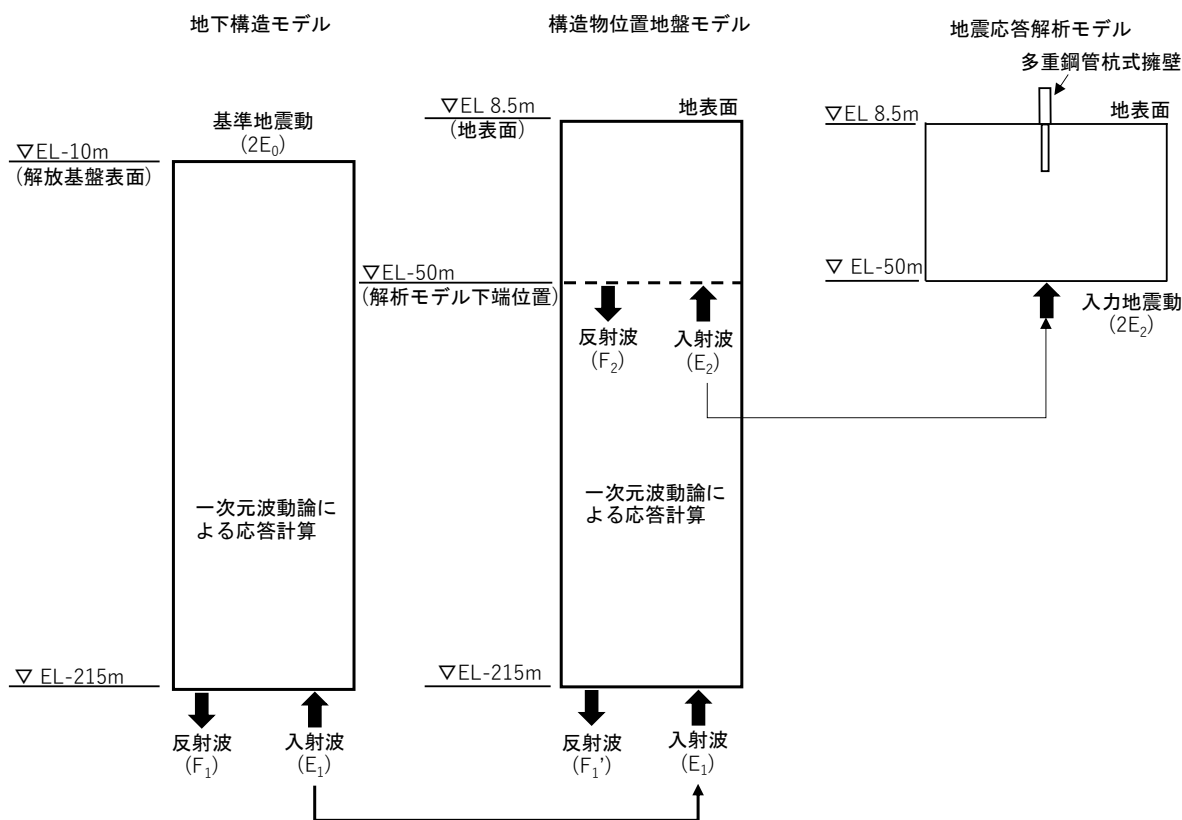 地下構造モデル
基準地震動
(2E₀)
▽EL-10m
(解放基盤表面)
一次元波動論に
よる応答計算
▽ EL-215m
反射波
(F₁)
入射波
(E₁)
構造物位置地盤モデル
▽EL 8.5m
(地表面)
地表面
▽EL-50m
(解析モデル下端位置)
反射波
(F₂)
入射波
(E₂)
一次元波動論に
よる応答計算
▽EL-215m
反射波
(F₁')
入射波
(E₁)
地震応答解析モデル
多重鋼管杭式擁壁
▽EL 8.5m
地表面
▽ EL-50m
入力地震動
(2E₂)